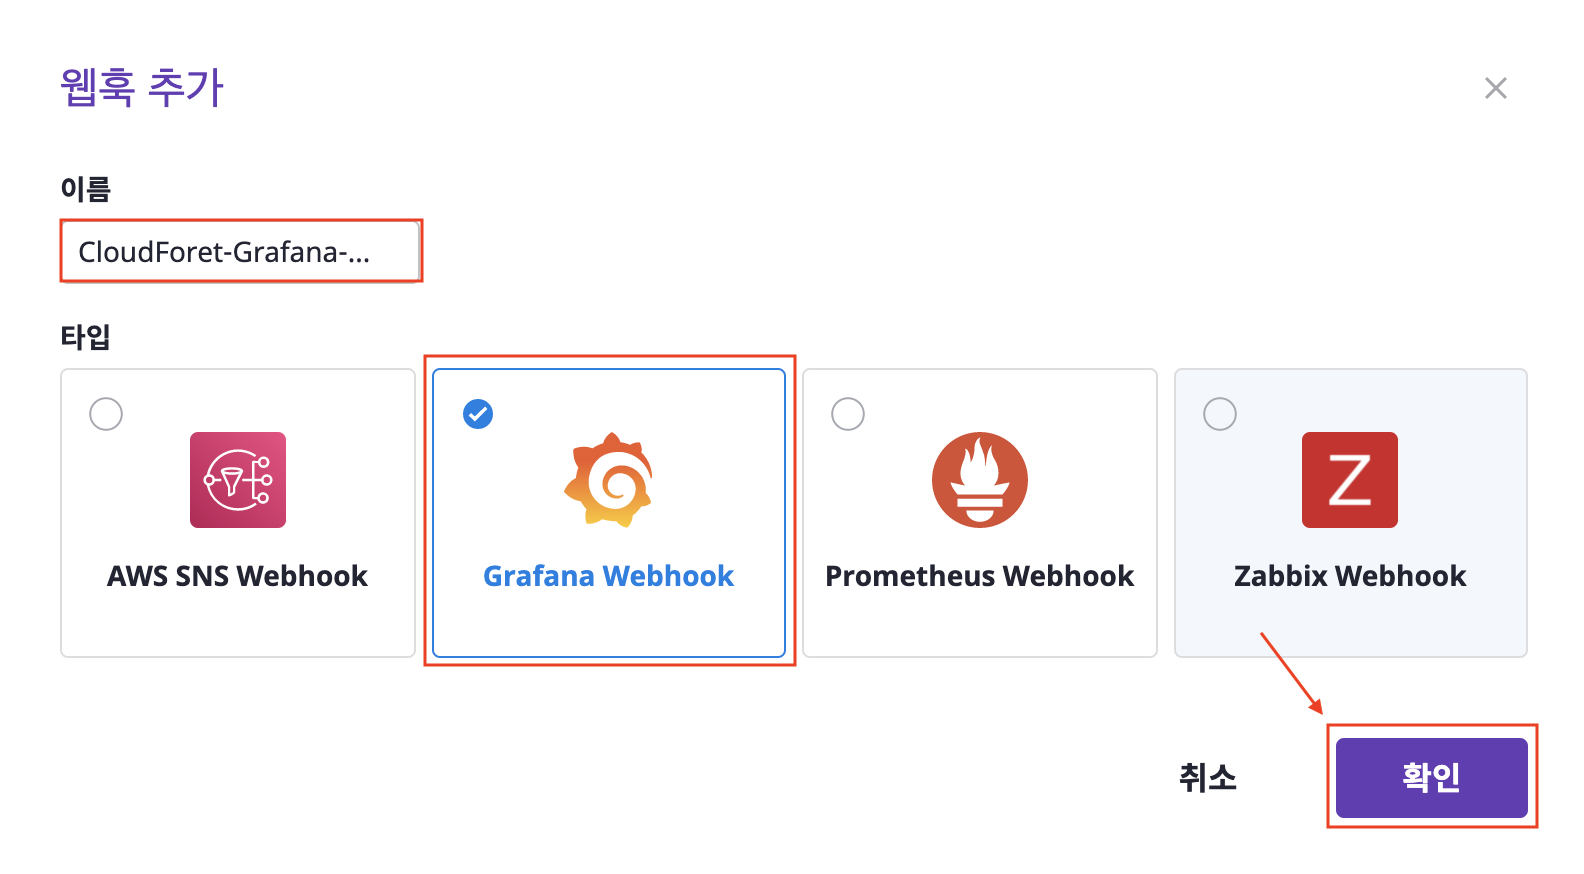 웹훅 추가
이름
CloudForet-Grafana-...
타입
AWS SNS Webhook
Grafana Webhook
Prometheus Webhook
Z
Zabbix Webhook
취소
확인